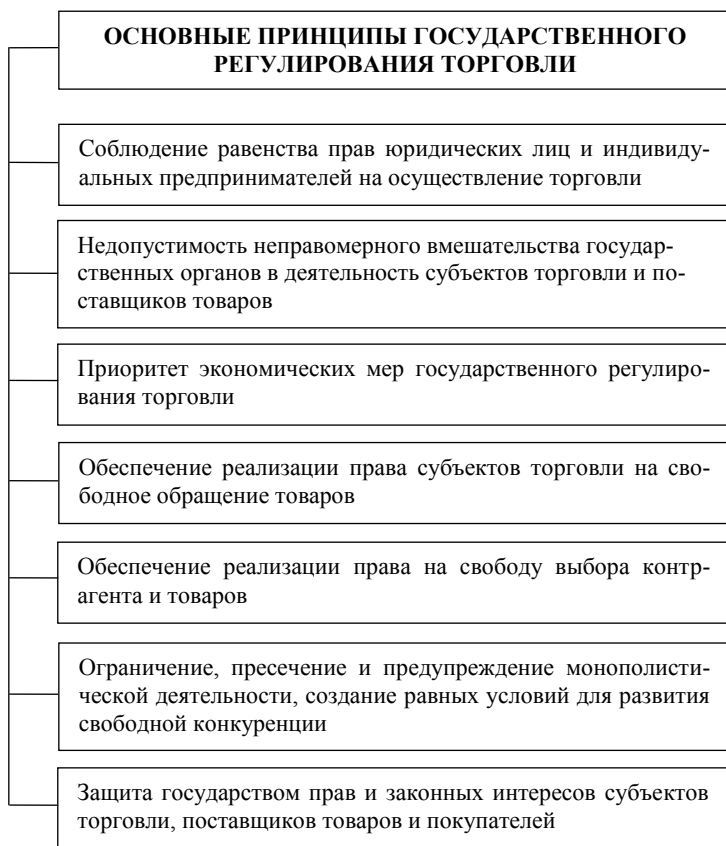 ОСНОВНЫЕ ПРИНЦИПЫ ГОСУДАРСТВЕННОГО
РЕГУЛИРОВАНИЯ ТОРГОВЛИ
Соблюдение равенства прав юридических лиц и индивиду-
альных предпринимателей на осуществление торговли
Недопустимость неправомерного вмешательства государ-
ственных органов в деятельность субъектов торговли и по-
ставщиков товаров
Приоритет экономических мер государственного регулиро-
вания торговли
Обеспечение реализации права субъектов торговли на сво-
бодное обращение товаров
Обеспечение реализации права на свободу выбора контр-
агента и товаров
Ограничение, пресечение и предупреждение монополисти-
ческой деятельности, создание равных условий для развития
свободной конкуренции
Защита государством прав и законных интересов субъектов
торговли, поставщиков товаров и покупателей